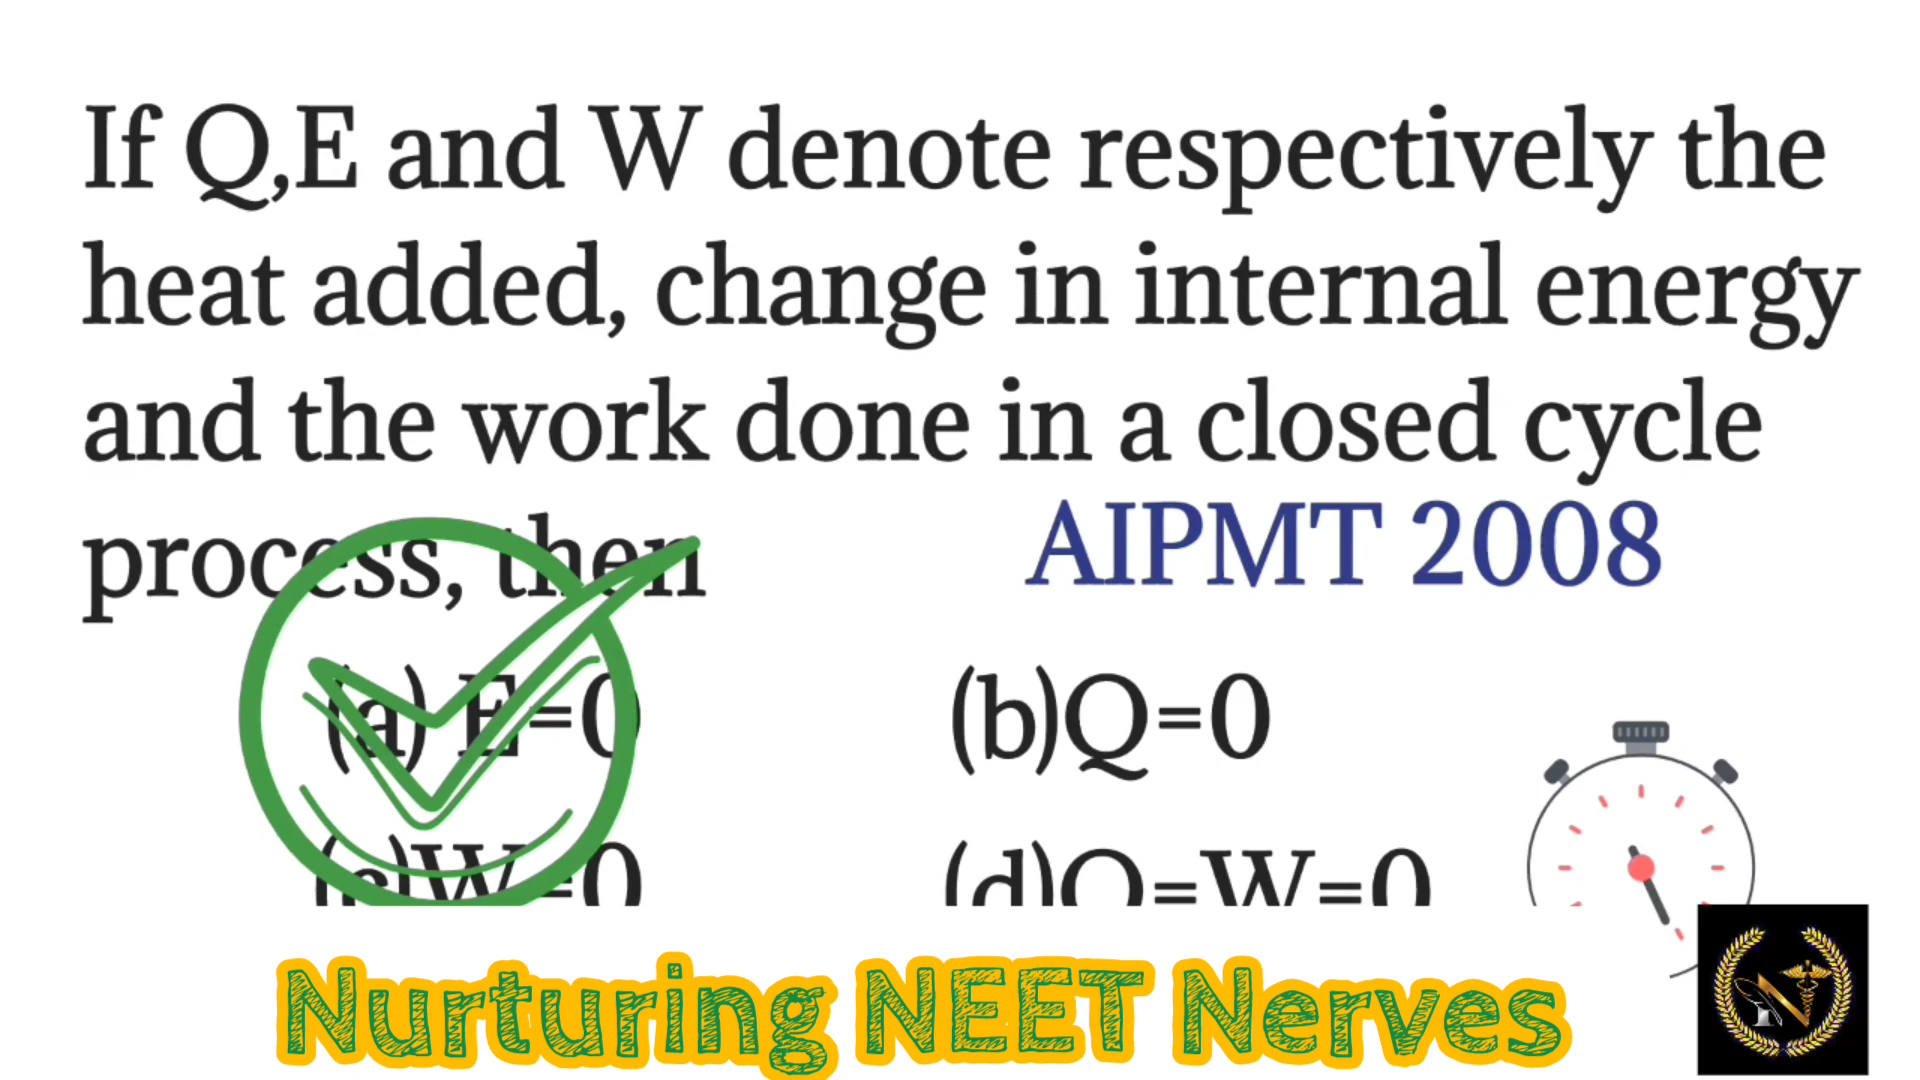 If Q,E and W denote respectively the
heat added, change in internal energy
and the work done in a closed cycle
process, then
AIPMT 2008
(a) E=0 (b)Q=0
(c)W=0 (d)Q=W=0
Nurturing NEET Nerves